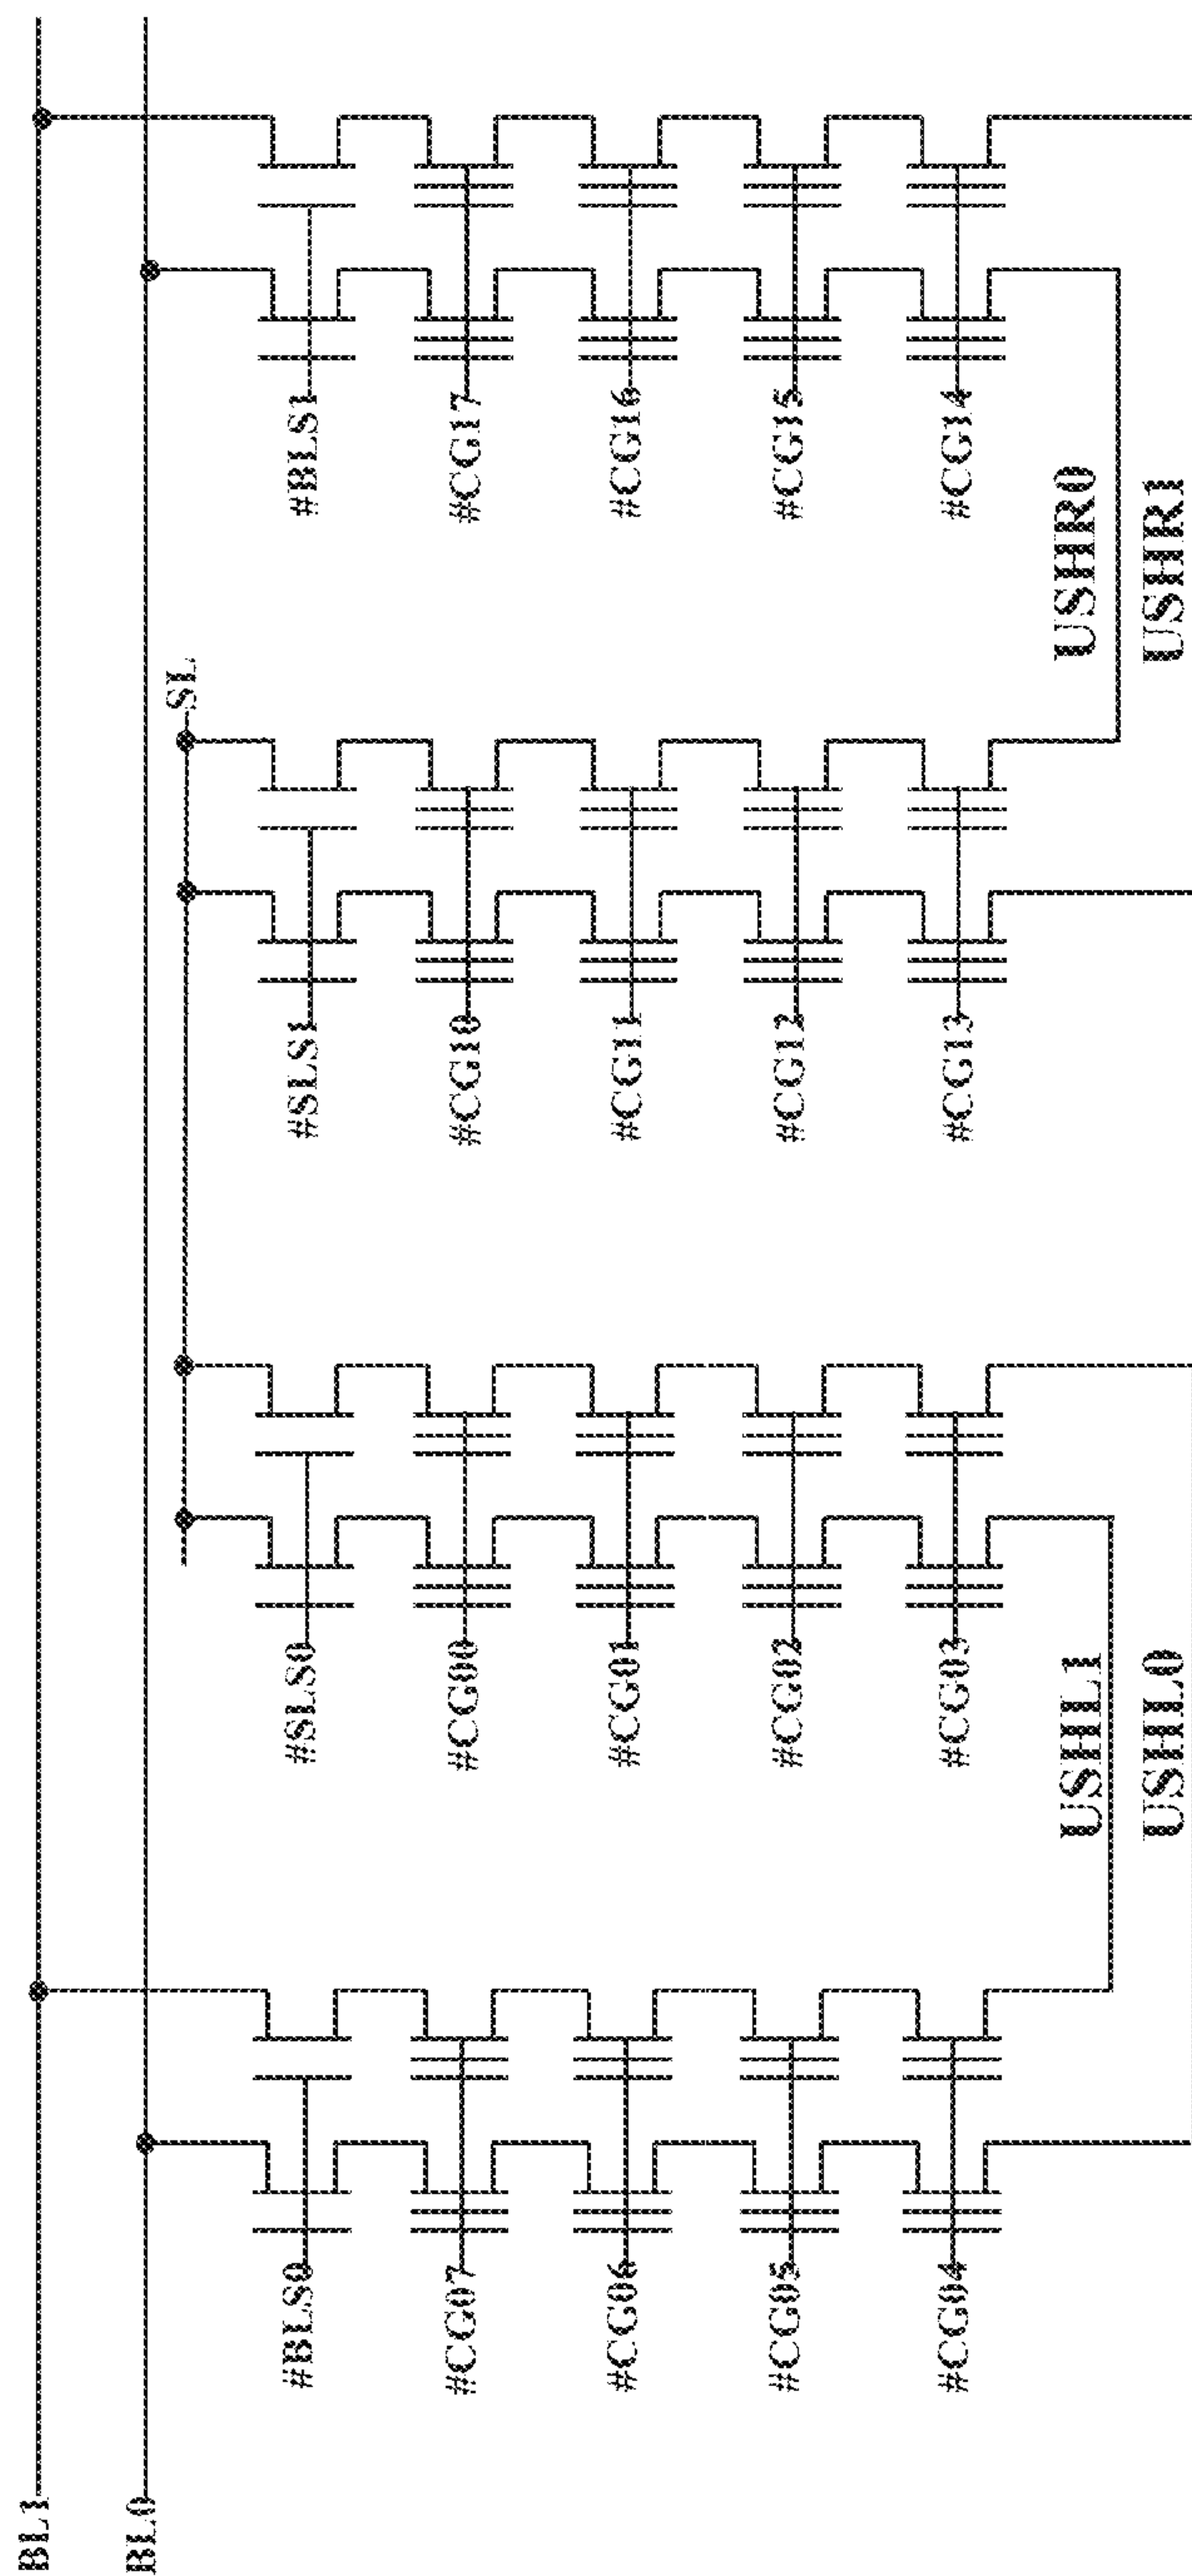 BL1
BL0
SL
#BLS0
#SLS0
#SLS1
#BLS1
#CG07
#CG00
#CG10
#CG17
#CG06
#CG01
#CG11
#CG16
#CG05
#CG02
#CG12
#CG15
#CG04
#CG03
#CG13
#CG14
USHL1
USHR0
USHL0
USHR1